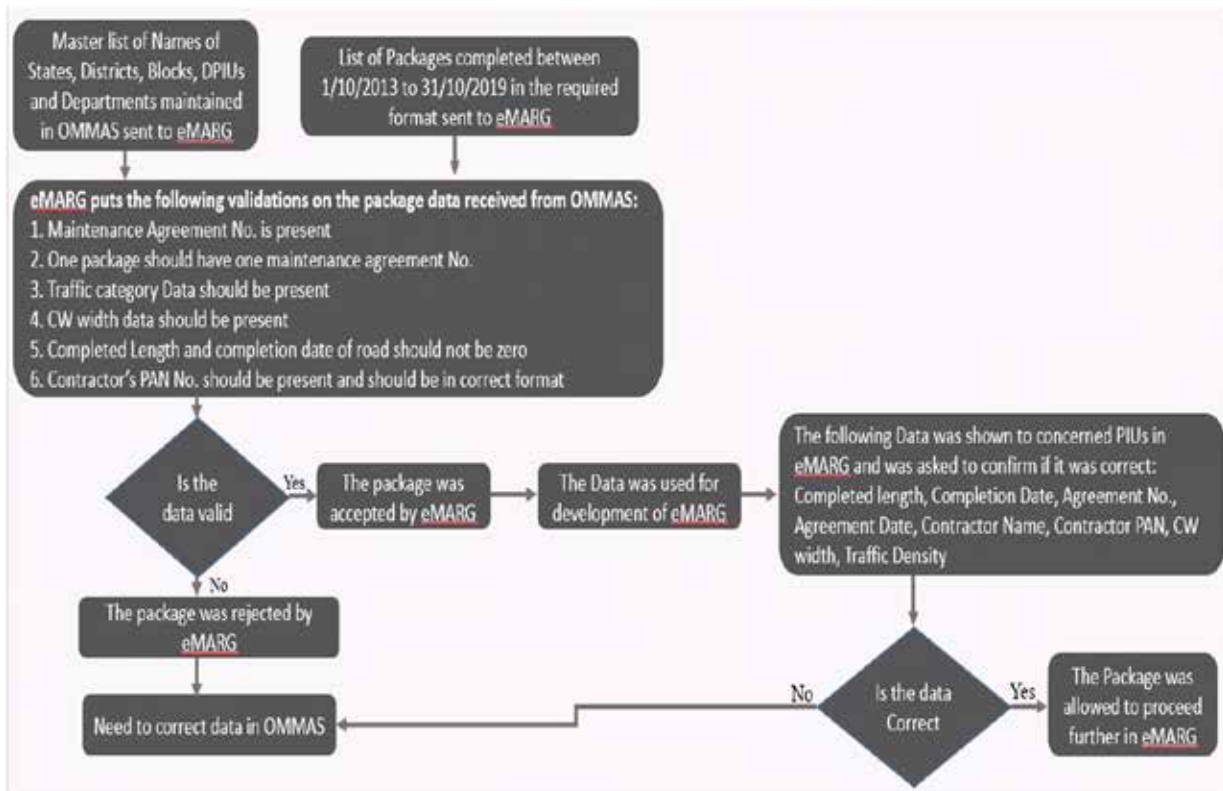 Master list of Names of
States, Districts, Blocks, DPIUs
and Departments maintained
in OMMAS sent to eMARG
List of Packages completed between
1/10/2013 to 31/10/2019 in the required
format sent to eMARG
eMARG puts the following validations on the package data received from OMMAS:
1. Maintenance Agreement No. is present
2. One package should have one maintenance agreement No.
3. Traffic category Data should be present
4. CW width data should be present
5. Completed Length and completion date of road should not be zero
6. Contractor's PAN No. should be present and should be in correct format
Is the
data valid
Yes
The package was
accepted by eMARG
The Data was used for
development of eMARG
The following Data was shown to concerned PIUs in
eMARG and was asked to confirm if it was correct:
Completed length, Completion Date, Agreement No.,
Agreement Date, Contractor Name, Contractor PAN, CW
width, Traffic Density
No
The package was rejected by
eMARG
Need to correct data in OMMAS
No
Is the data
Correct
Yes
The Package was
allowed to proceed
further in eMARG